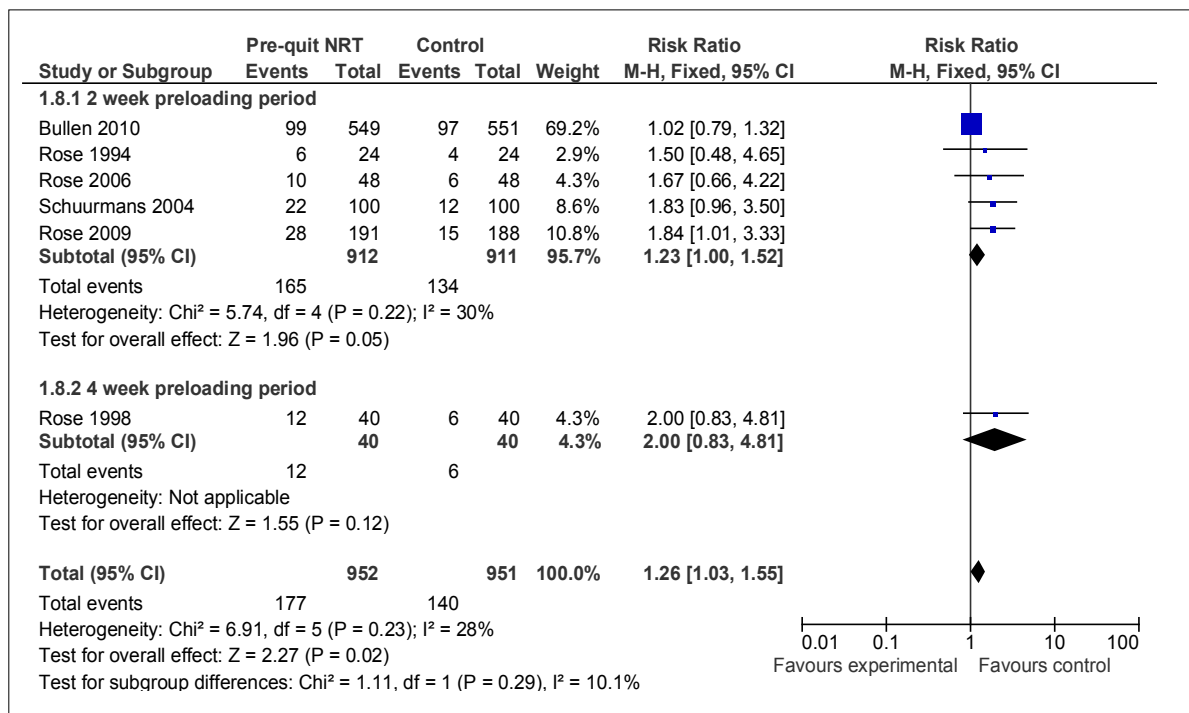 Pre-quit NRT Control Risk Ratio Risk Ratio
Study or Subgroup Events Total Events Total Weight M-H, Fixed, 95% CI M-H, Fixed, 95% CI
1.8.1 2 week preloading period
Bullen 2010 99 549 97 551 69.2% 1.02 [0.79, 1.32]
Rose 1994 6 24 4 24 2.9% 1.50 [0.48, 4.65]
Rose 2006 10 48 6 48 4.3% 1.67 [0.66, 4.22]
Schuurmans 2004 22 100 12 100 8.6% 1.83 [0.96, 3.50]
Rose 2009 28 191 15 188 10.8% 1.84 [1.01, 3.33]
Subtotal (95% CI) 912 911 95.7% 1.23 [1.00, 1.52]
Total events 165 134
Heterogeneity: Chi² = 5.74, df = 4 (P = 0.22); I² = 30%
Test for overall effect: Z = 1.96 (P = 0.05)
1.8.2 4 week preloading period
Rose 1998 12 40 6 40 4.3% 2.00 [0.83, 4.81]
Subtotal (95% CI) 40 40 4.3% 2.00 [0.83, 4.81]
Total events 12 6
Heterogeneity: Not applicable
Test for overall effect: Z = 1.55 (P = 0.12)
Total (95% CI) 952 951 100.0% 1.26 [1.03, 1.55]
Total events 177 140
Heterogeneity: Chi² = 6.91, df = 5 (P = 0.23); I² = 28%
Test for overall effect: Z = 2.27 (P = 0.02)
Test for subgroup differences: Chi² = 1.11, df = 1 (P = 0.29), I² = 10.1%
0.01 0.1 1 10 100
Favours experimental Favours control